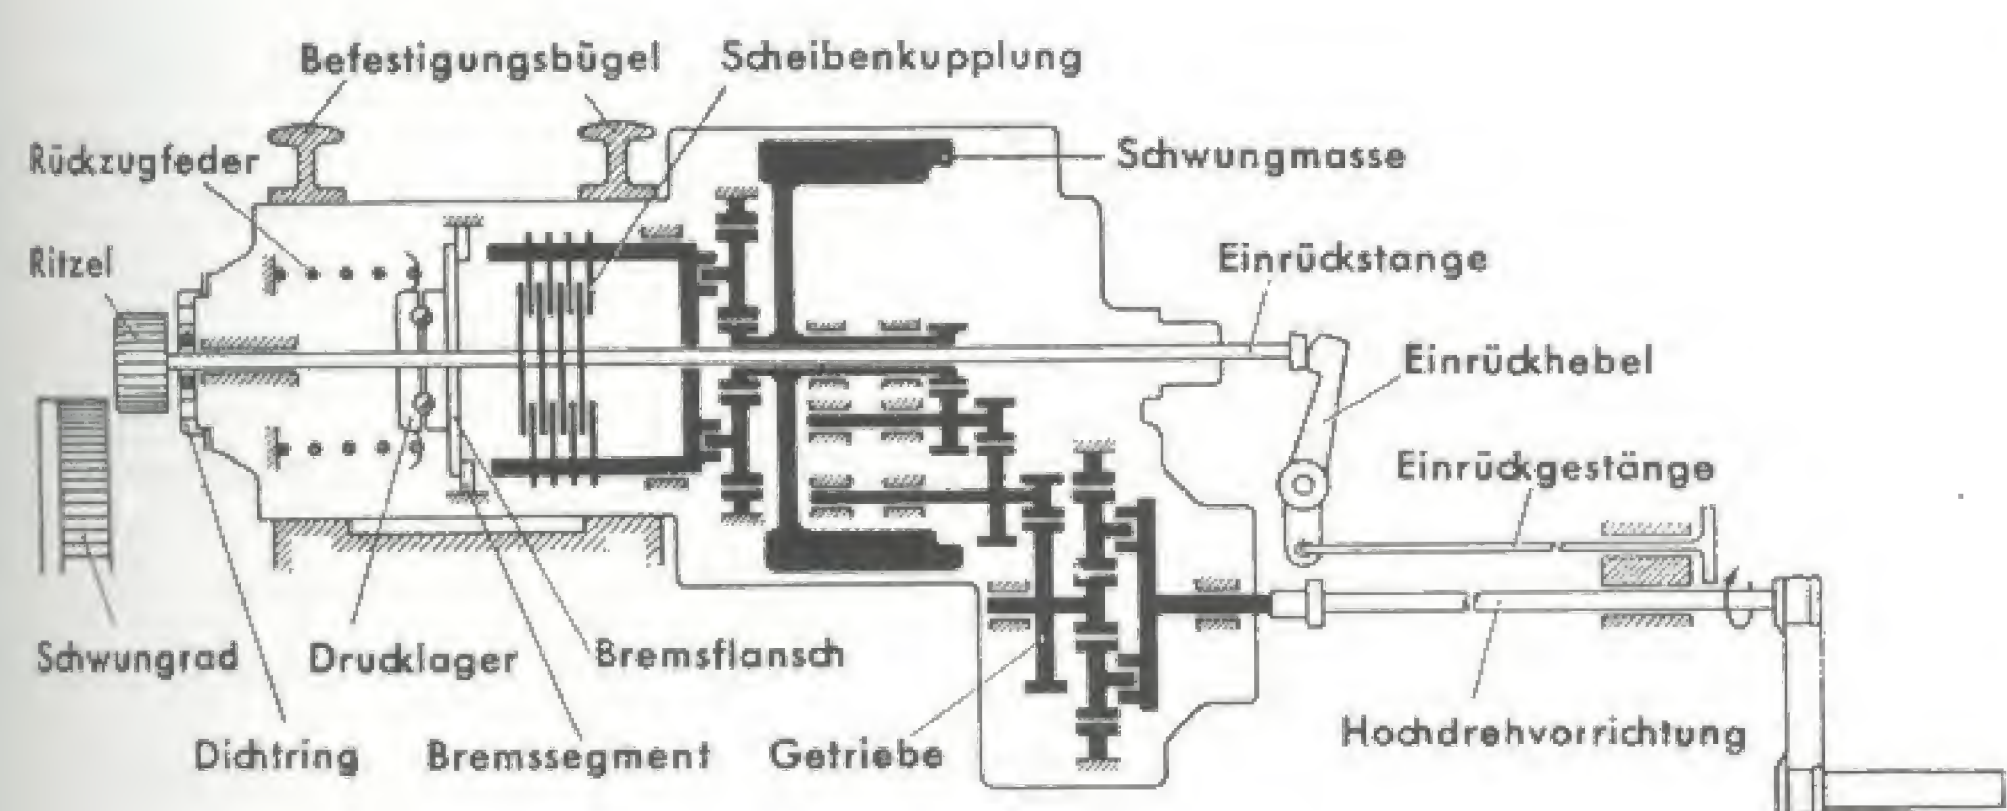 Befestigungsbügel
Scheibenkupplung
Rückzugfeder
Schwungmasse
Ritzel
Einrückstange
Einrückhebel
Einrückgestänge
Schwungrad
Drucklager
Bremsflansch
Dichtring
Bremssegment
Getriebe
Hochdrehvorrichtung